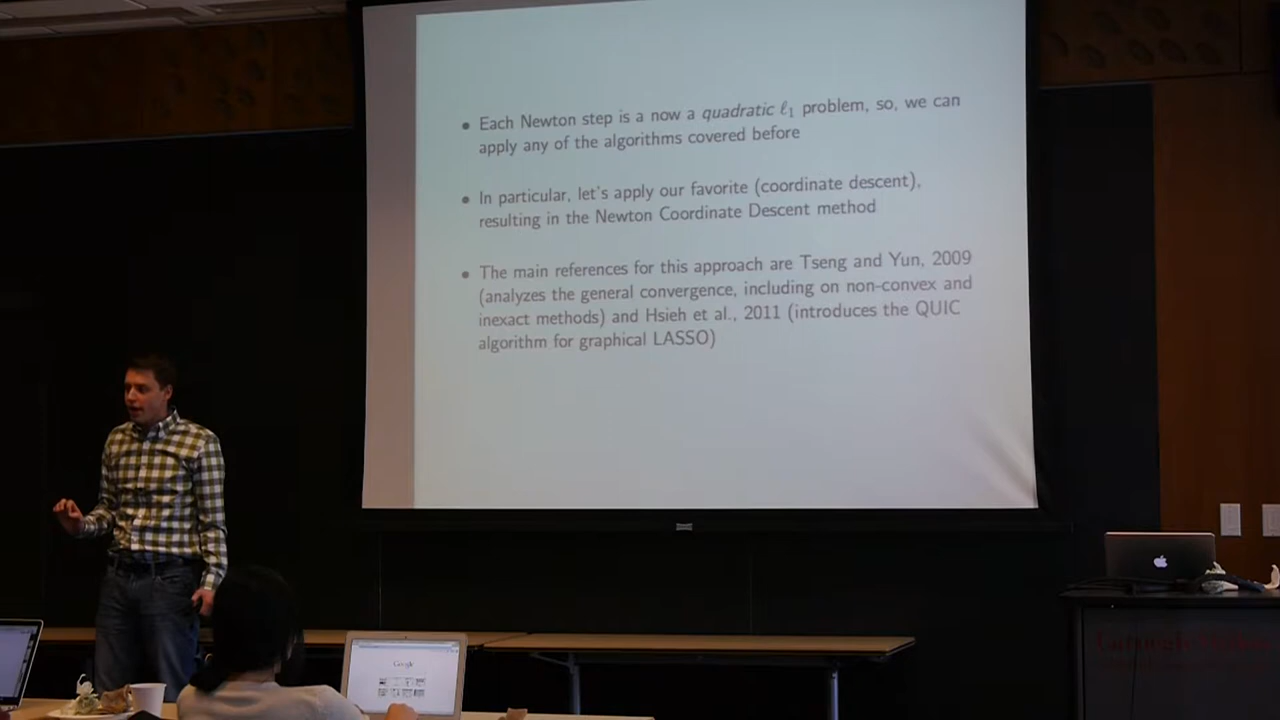 • Each Newton step is a now a quadratic ℓ₁ problem, so, we can
apply any of the algorithms covered before
• In particular, let's apply our favorite (coordinate descent),
resulting in the Newton Coordinate Descent method
• The main references for this approach are Tseng and Yun, 2009
(analyzes the general convergence, including on non-convex and
inexact methods) and Hsieh et al., 2011 (introduces the QUIC
algorithm for graphical LASSO)
Google
Carnegie Mellon